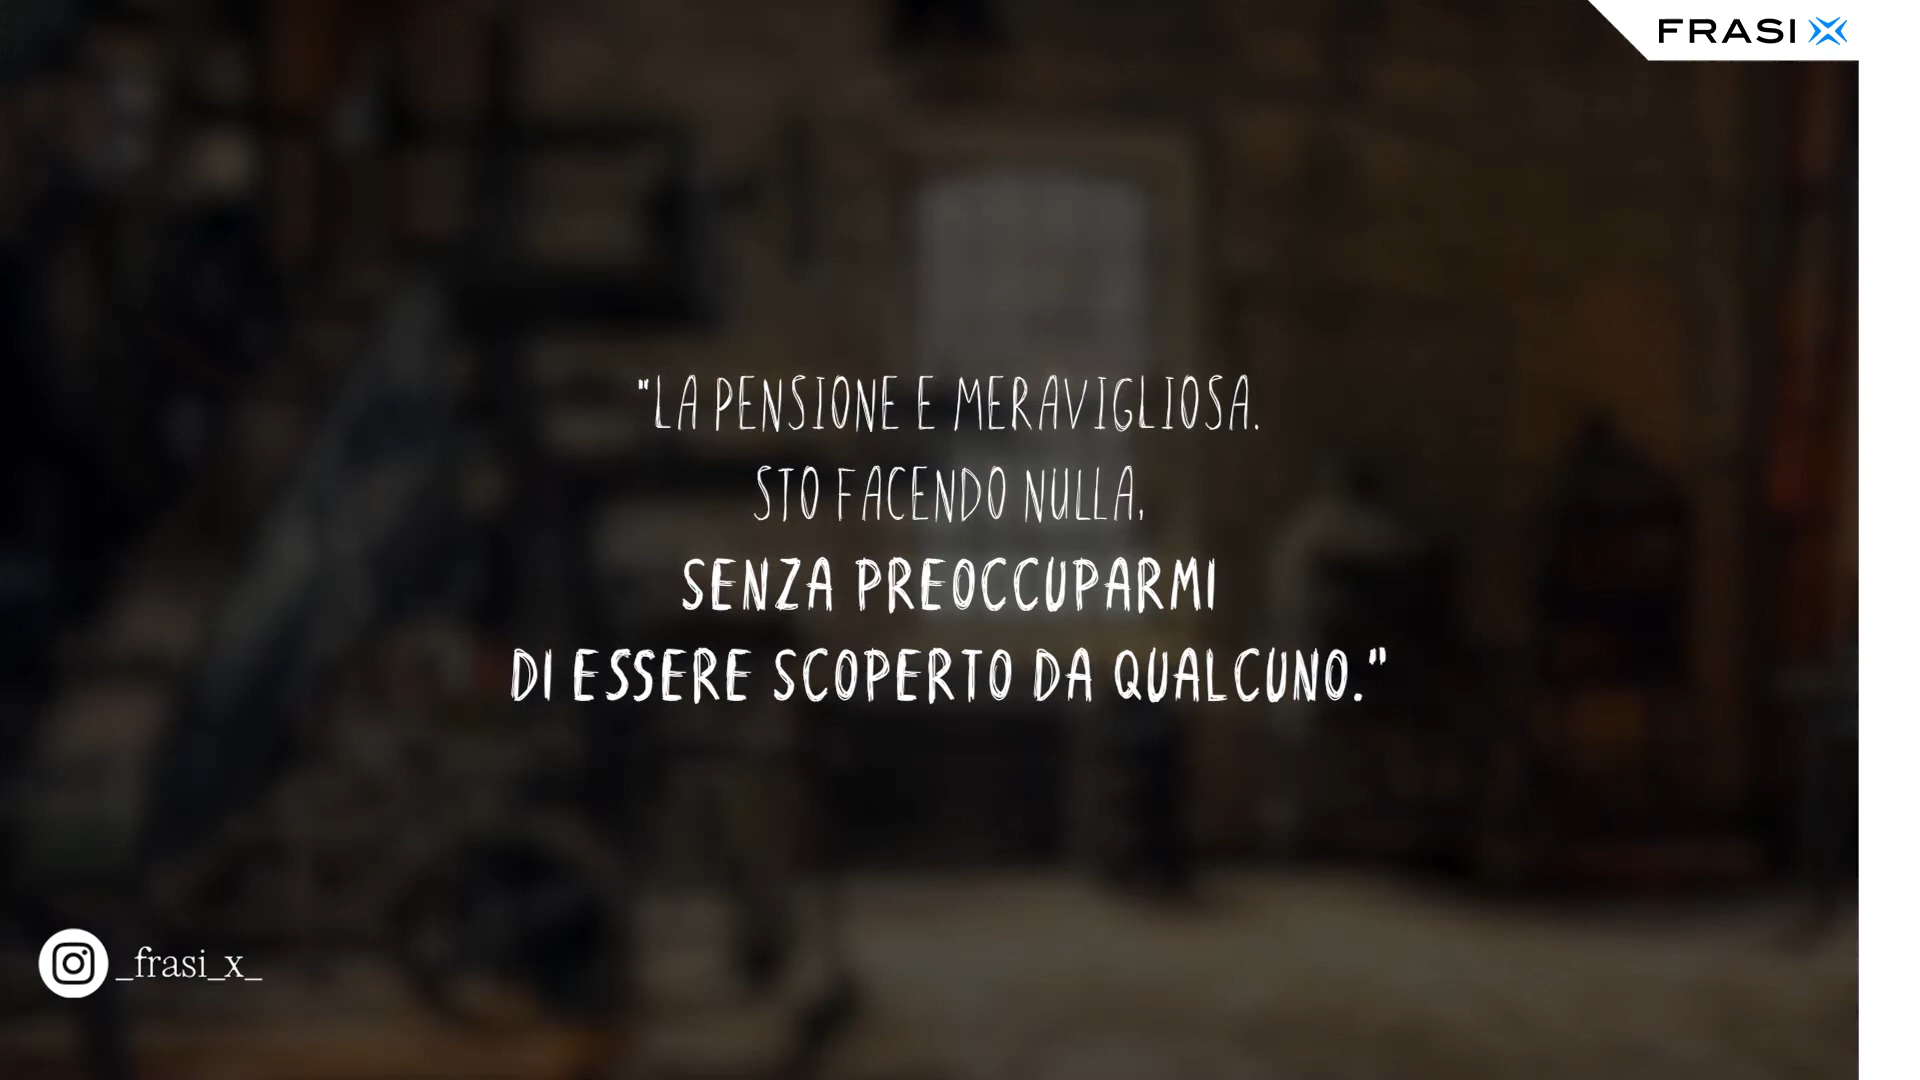 FRASI X
"LA PENSIONE E MERAVIGLIOSA.
STO FACENDO NULLA,
SENZA PREOCCUPARMI
DI ESSERE SCOPERTO DA QUALCUNO."
_frasi_x_